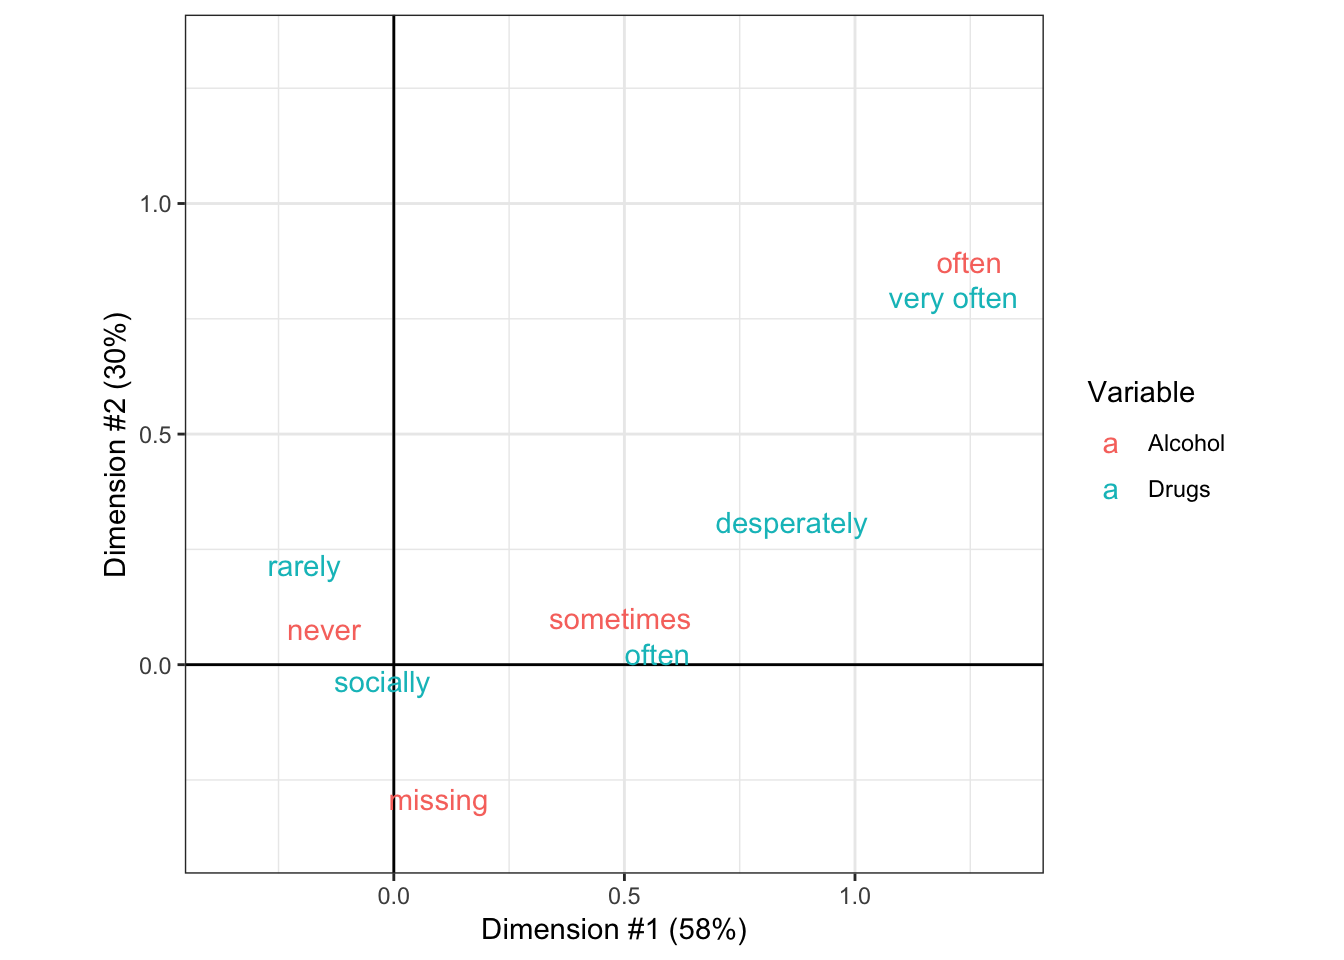 1.0
0.5
0.0
Dimension #2 (30%)
often
very often
desperately
rarely
sometimes
never
often
socially
missing
0.0
0.5
1.0
Dimension #1 (58%)
Variable
a Alcohol
a Drugs